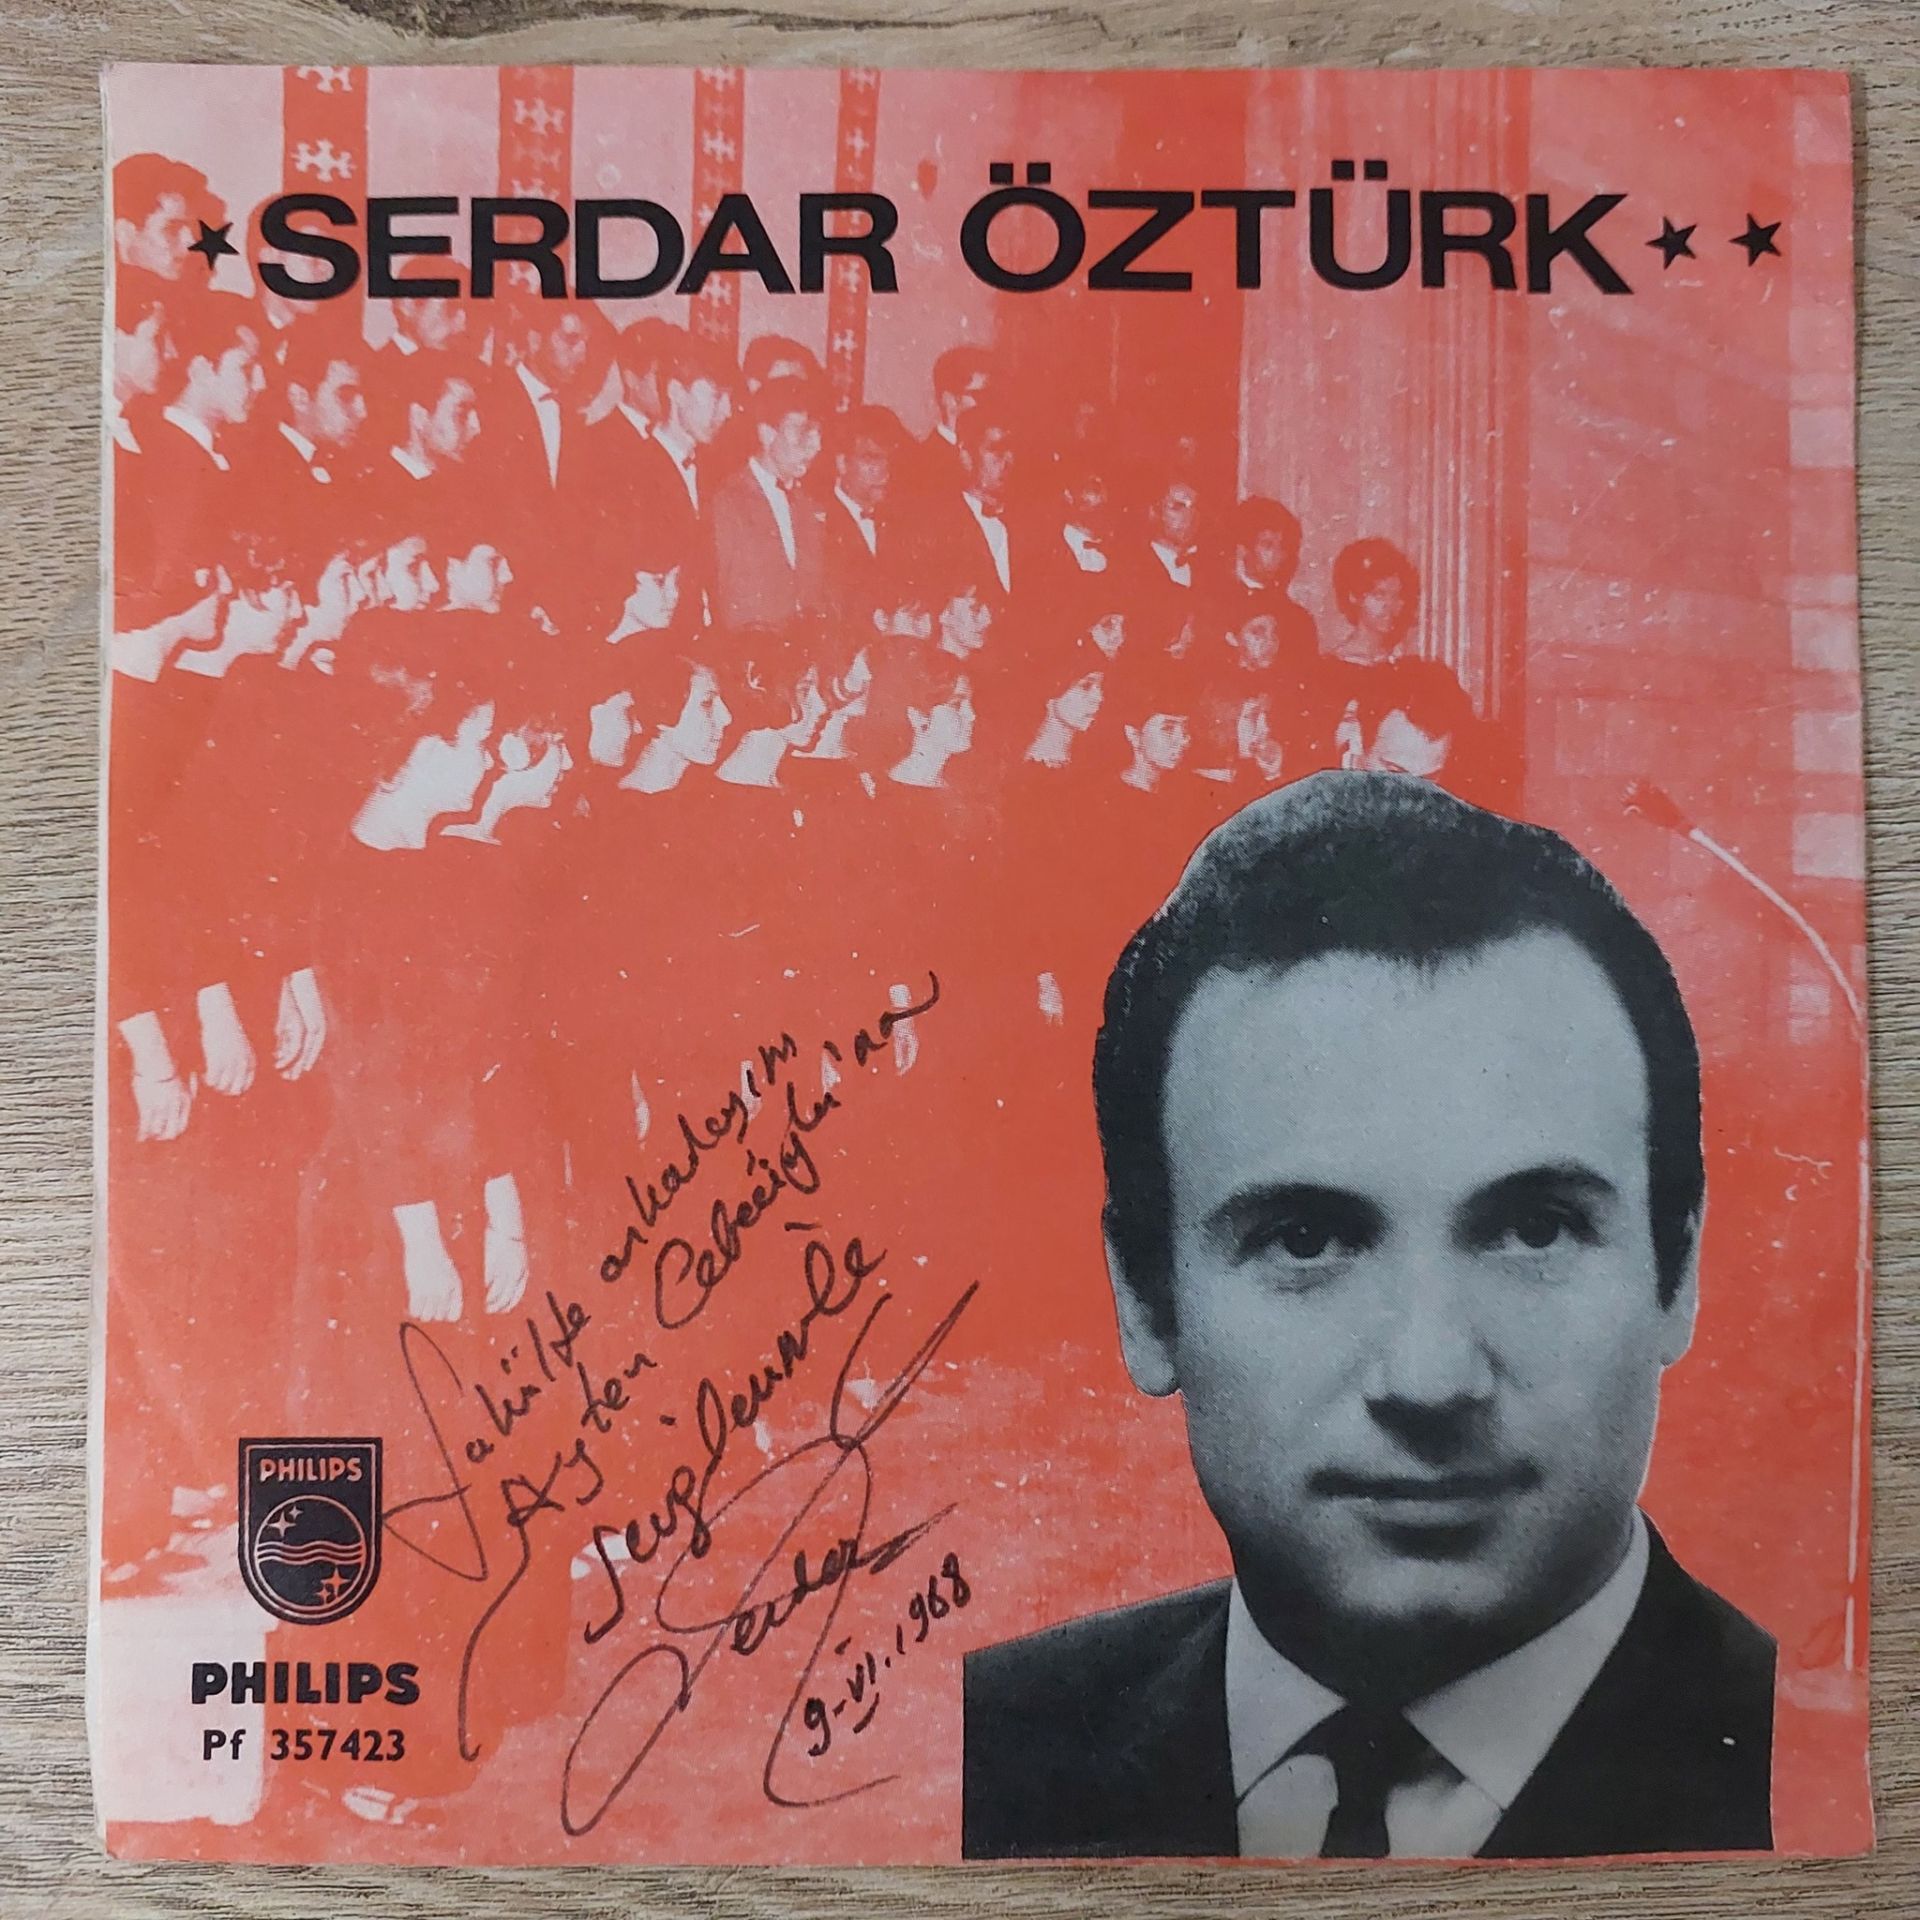 ★ SERDAR ÖZTÜRK ★ ★
Fakülte arkadaşım
Ayten Cebecioğlu'na
sevgilerimle
Serdar
9-VI-1968
PHILIPS
PHILIPS
Pf 357423